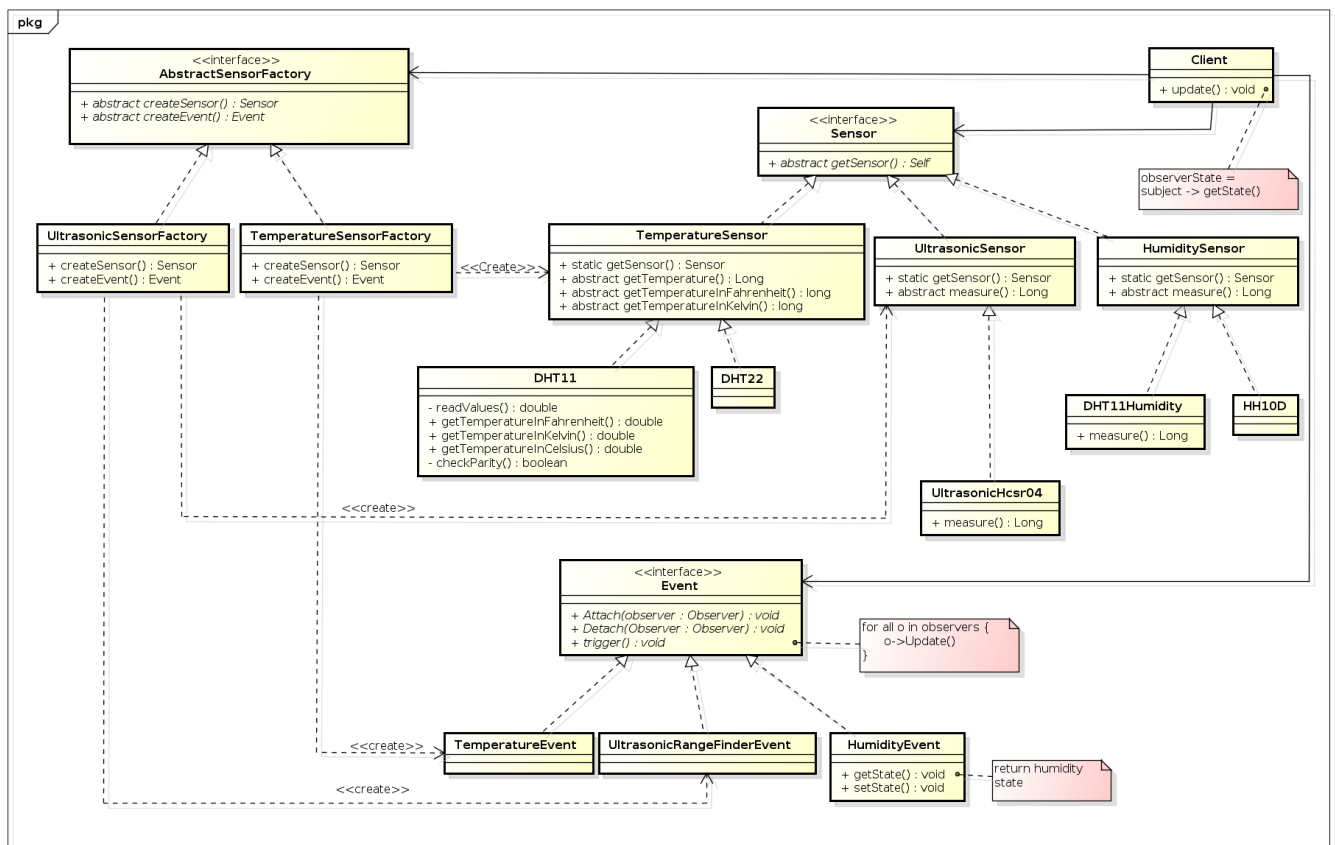 pkg
<<interface>>
AbstractSensorFactory
+ abstract createSensor() : Sensor
+ abstract createEvent() : Event
Client
+ update() : void
<<interface>>
Sensor
+ abstract getSensor() : Self
observerState =
subject -> getState()
UltrasonicSensorFactory
+ createSensor() : Sensor
+ createEvent() : Event
TemperatureSensorFactory
+ createSensor() : Sensor
+ createEvent() : Event
<<Create>>
TemperatureSensor
+ static getSensor() : Sensor
+ abstract getTemperature() : Long
+ abstract getTemperatureInFahrenheit() : long
+ abstract getTemperatureInKelvin() : long
UltrasonicSensor
+ static getSensor() : Sensor
+ abstract measure() : Long
HumiditySensor
+ static getSensor() : Sensor
+ abstract measure() : Long
DHT11
- readValues() : double
+ getTemperatureInFahrenheit() : double
+ getTemperatureInKelvin() : double
+ getTemperatureInCelsius() : double
- checkParity() : boolean
DHT22
DHT11Humidity
+ measure() : Long
HH10D
UltrasonicHcsr04
+ measure() : Long
<<create>>
<<interface>>
Event
+ Attach(observer : Observer) : void
+ Detach(Observer : Observer) : void
+ trigger() : void
for all o in observers {
o->Update()
}
<<create>>
TemperatureEvent
UltrasonicRangeFinderEvent
HumidityEvent
+ getState() : void
+ setState() : void
return humidity
state
<<create>>